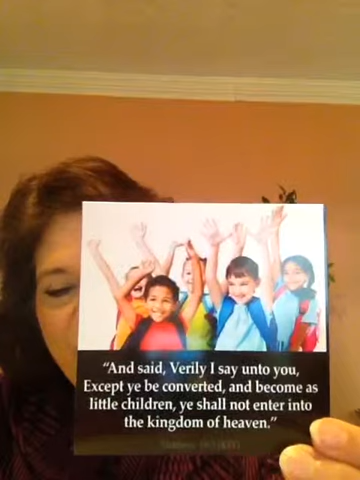 “And said, Verily I say unto you,
Except ye be converted, and become as
little children, ye shall not enter into
the kingdom of heaven.”